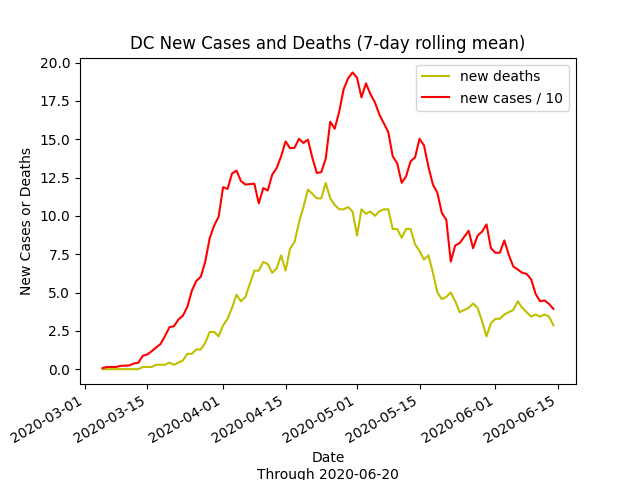 DC New Cases and Deaths (7-day rolling mean)
new deaths
new cases / 10
New Cases or Deaths
20.0
17.5
15.0
12.5
10.0
7.5
5.0
2.5
0.0
2020-03-01
2020-03-15
2020-04-01
2020-04-15
2020-05-01
2020-05-15
2020-06-01
2020-06-15
Date
Through 2020-06-20